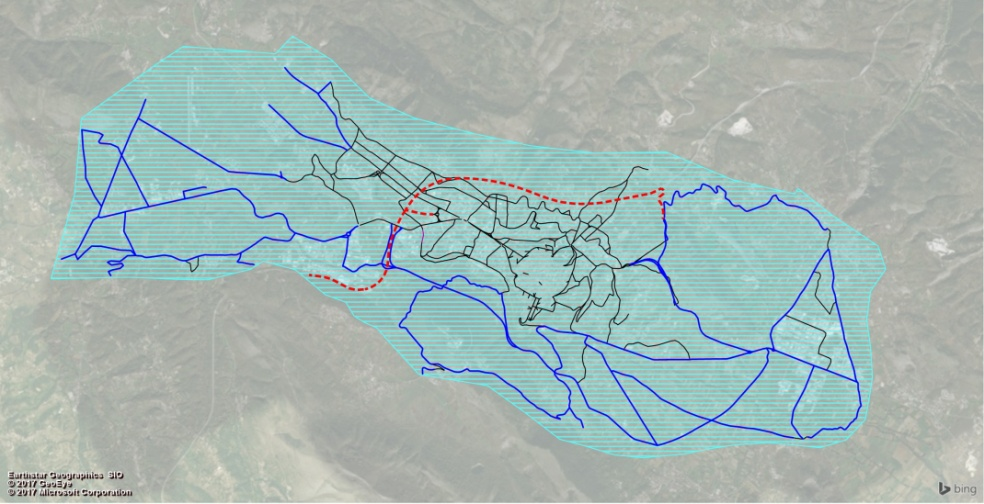 Earthstar Geographics SIO
© 2017 GeoEye
© 2017 Microsoft Corporation
bing